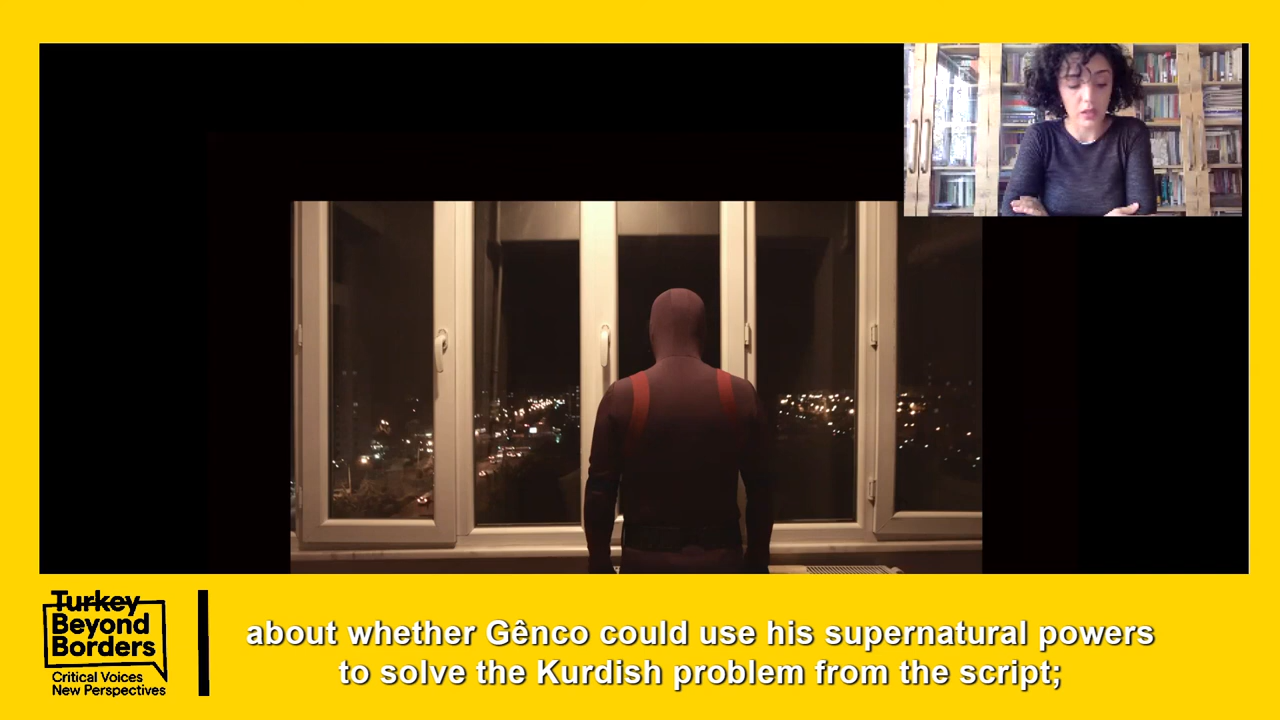 Turkey
Beyond
Borders
Critical Voices
New Perspectives
about whether Gênco could use his supernatural powers
to solve the Kurdish problem from the script;